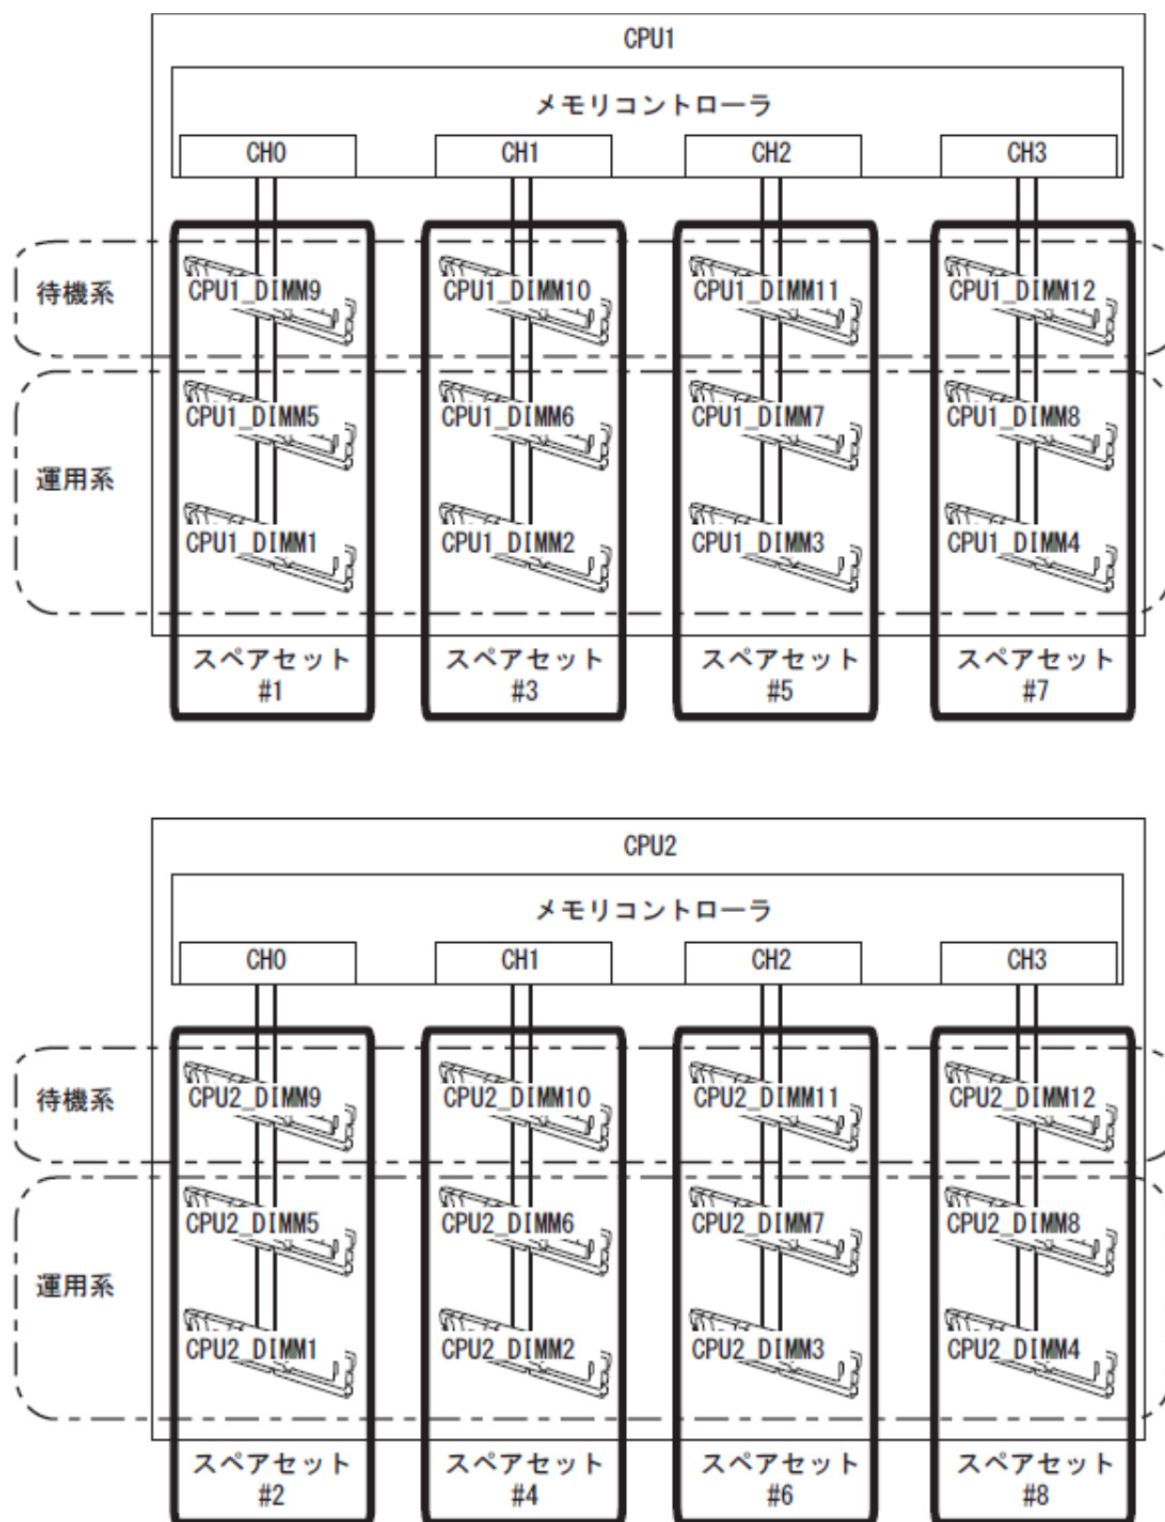 CPU1
メモリコントローラ
CH0 CH1 CH2 CH3
待機系 CPU1_DIMM9 CPU1_DIMM10 CPU1_DIMM11 CPU1_DIMM12
CPU1_DIMM5 CPU1_DIMM6 CPU1_DIMM7 CPU1_DIMM8
運用系
CPU1_DIMM1 CPU1_DIMM2 CPU1_DIMM3 CPU1_DIMM4
スペアセット スペアセット スペアセット スペアセット
#1 #3 #5 #7
CPU2
メモリコントローラ
CH0 CH1 CH2 CH3
待機系 CPU2_DIMM9 CPU2_DIMM10 CPU2_DIMM11 CPU2_DIMM12
CPU2_DIMM5 CPU2_DIMM6 CPU2_DIMM7 CPU2_DIMM8
運用系
CPU2_DIMM1 CPU2_DIMM2 CPU2_DIMM3 CPU2_DIMM4
スペアセット スペアセット スペアセット スペアセット
#2 #4 #6 #8